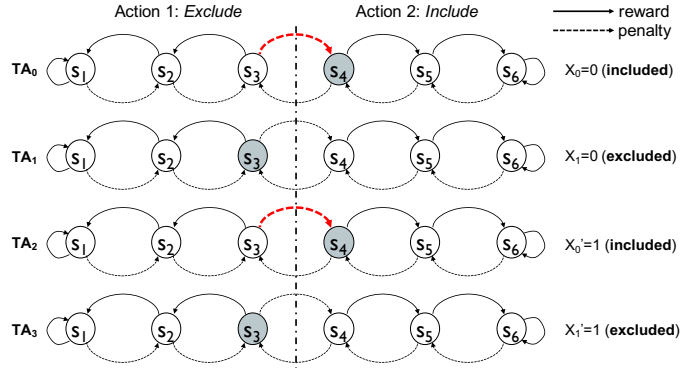 Action 1: Exclude Action 2: Include reward
penalty
TA0 S1 S2 S3 S4 S5 S6 X0=0 (included)
TA1 S1 S2 S3 S4 S5 S6 X1=0 (excluded)
TA2 S1 S2 S3 S4 S5 S6 X0'=1 (included)
TA3 S1 S2 S3 S4 S5 S6 X1'=1 (excluded)